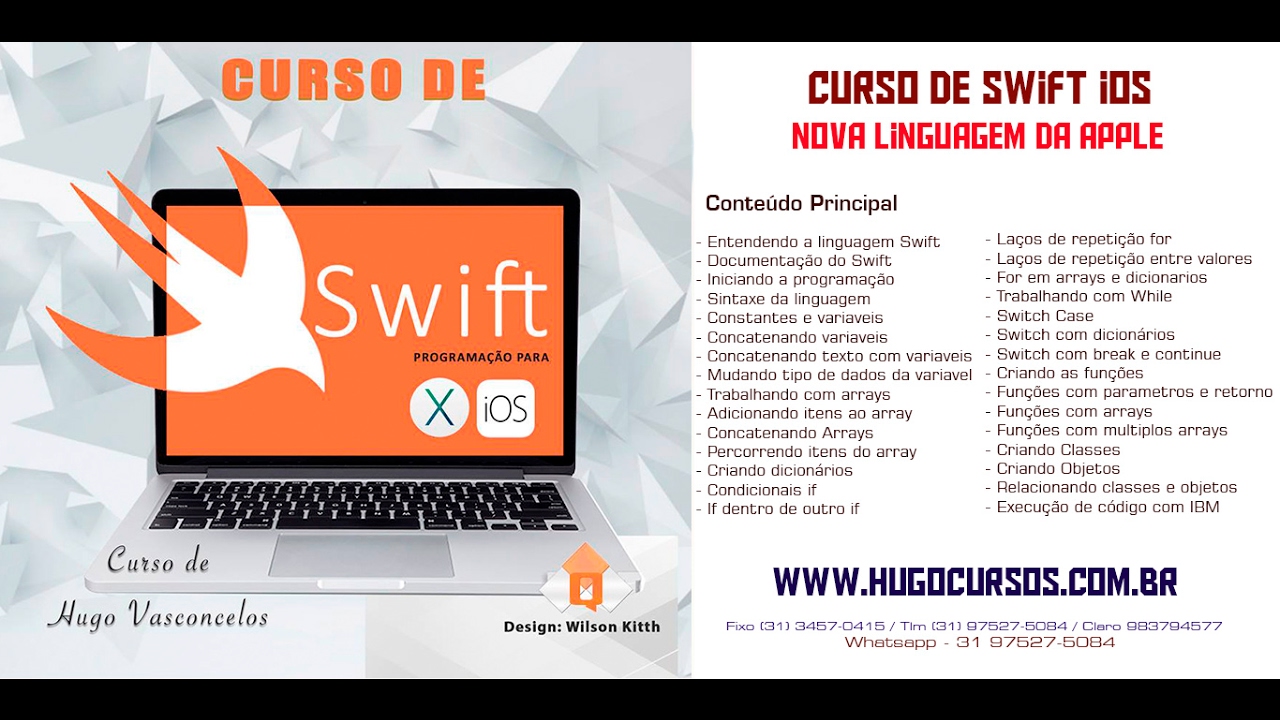 CURSO DE
Swift
PROGRAMAÇÃO PARA
X
iOS
Curso de
Hugo Vasconcelos
Design: Wilson Kitth
CURSO DE SWiFT iOS
NOVA LiNGUAGEM DA APPLE
Conteúdo Principal
- Entendendo a linguagem Swift
- Documentação do Swift
- Iniciando a programação
- Sintaxe da linguagem
- Constantes e variaveis
- Concatenando variaveis
- Concatenando texto com variaveis
- Mudando tipo de dados da variavel
- Trabalhando com arrays
- Adicionando itens ao array
- Concatenando Arrays
- Percorrendo itens do array
- Criando dicionários
- Condicionais if
- If dentro de outro if
- Laços de repetição for
- Laços de repetição entre valores
- For em arrays e dicionarios
- Trabalhando com While
- Switch Case
- Switch com dicionários
- Switch com break e continue
- Criando as funções
- Funções com parametros e retorno
- Funções com arrays
- Funções com multiplos arrays
- Criando Classes
- Criando Objetos
- Relacionando classes e objetos
- Execução de código com IBM
WWW.HUGOCURSOS.COM.BR
Fixo (31) 3457-0415 / TIm (31) 97527-5084 / Claro 983794577
Whatsapp - 31 97527-5084